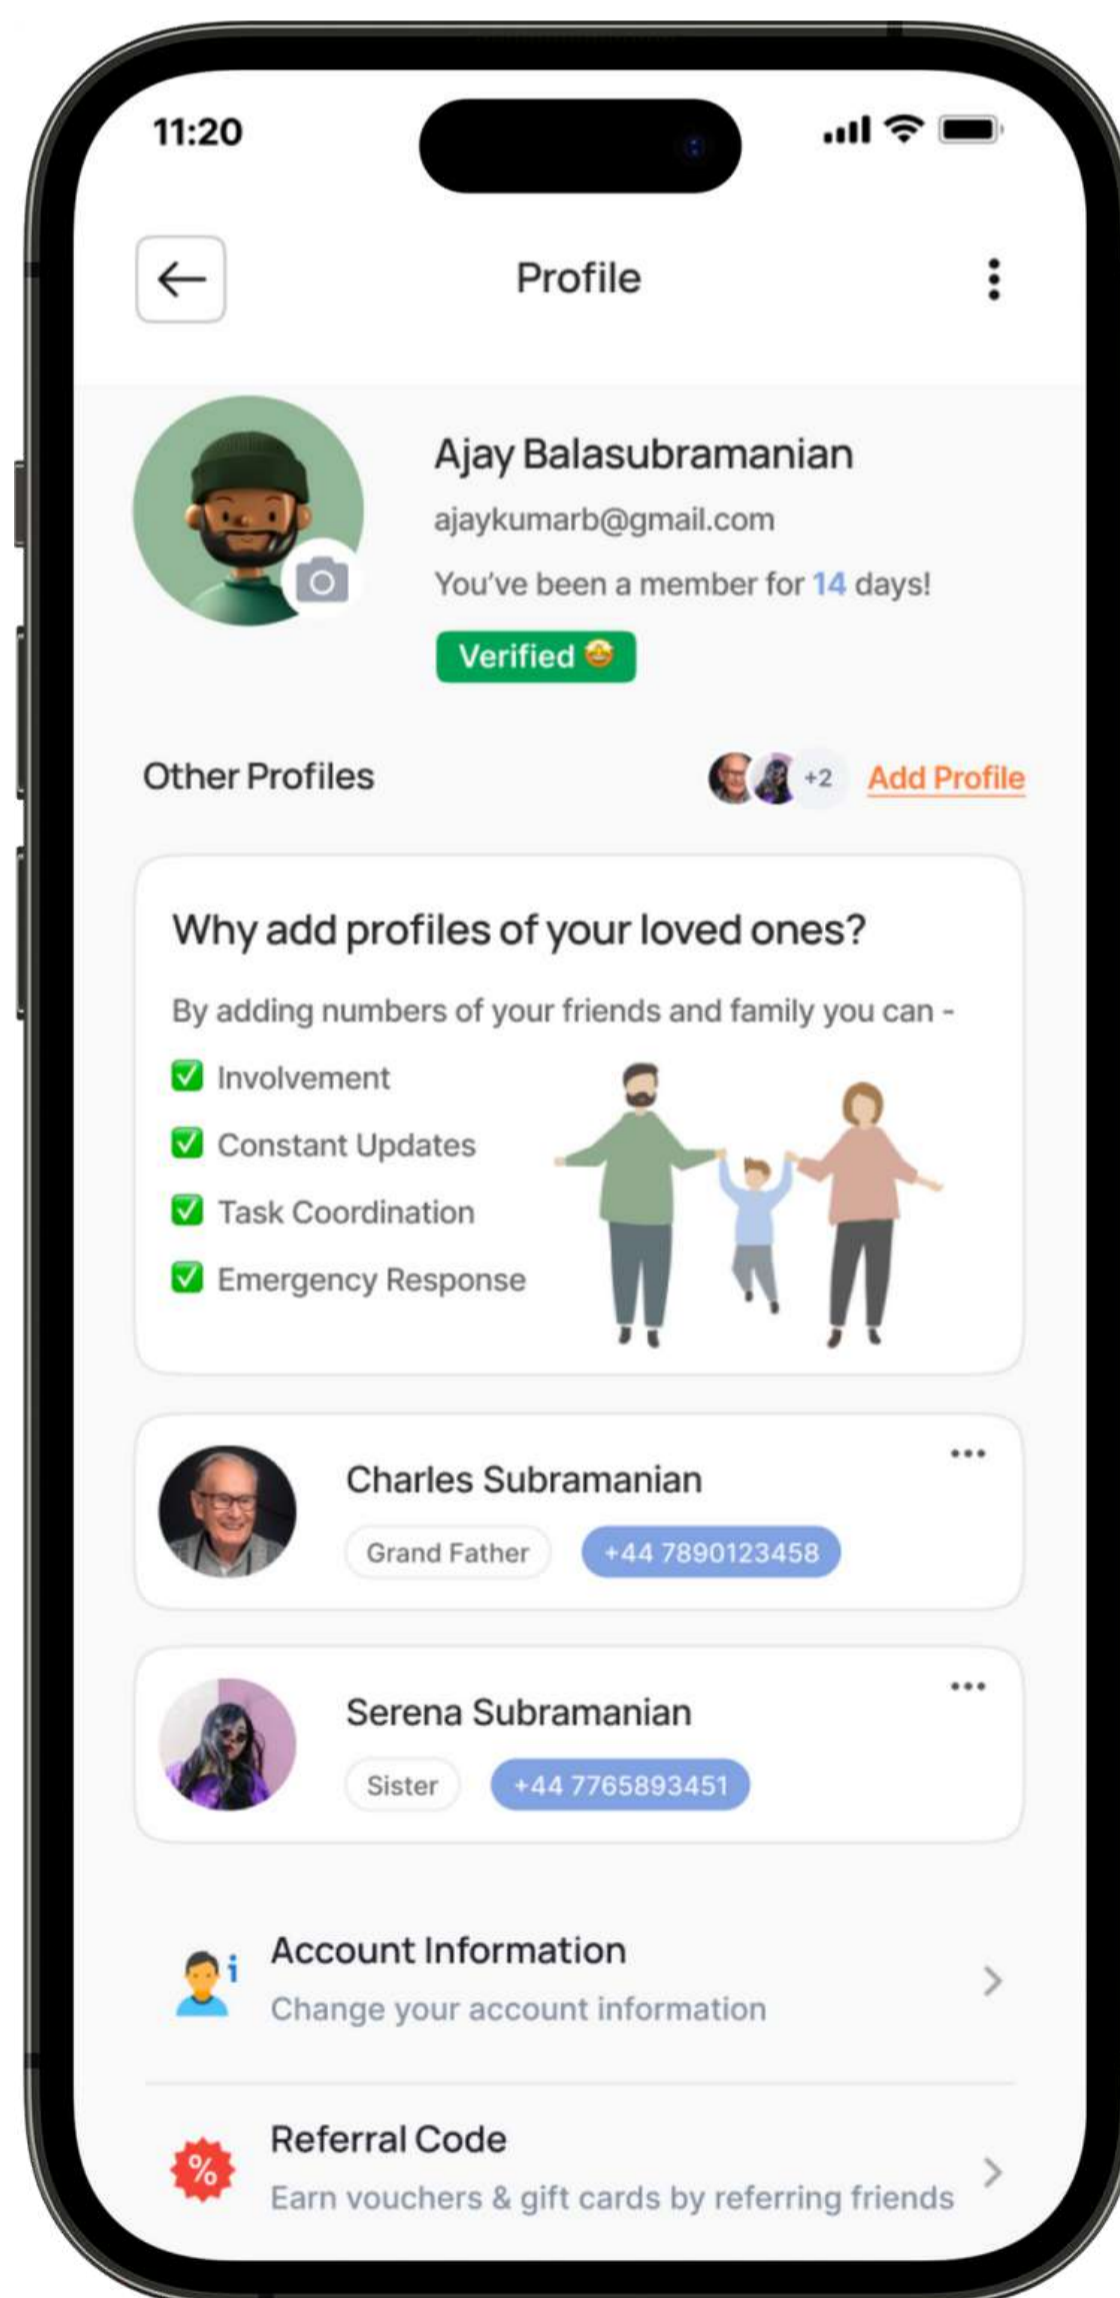 11:20
Profile
Ajay Balasubramanian
ajaykumarb@gmail.com
You've been a member for 14 days!
Verified 🤩
Other Profiles
+2
Add Profile
Why add profiles of your loved ones?
By adding numbers of your friends and family you can -
✅ Involvement
✅ Constant Updates
✅ Task Coordination
✅ Emergency Response
Charles Subramanian
Grand Father
+44 7890123458
Serena Subramanian
Sister
+44 7765893451
Account Information
Change your account information
Referral Code
%
Earn vouchers & gift cards by referring friends